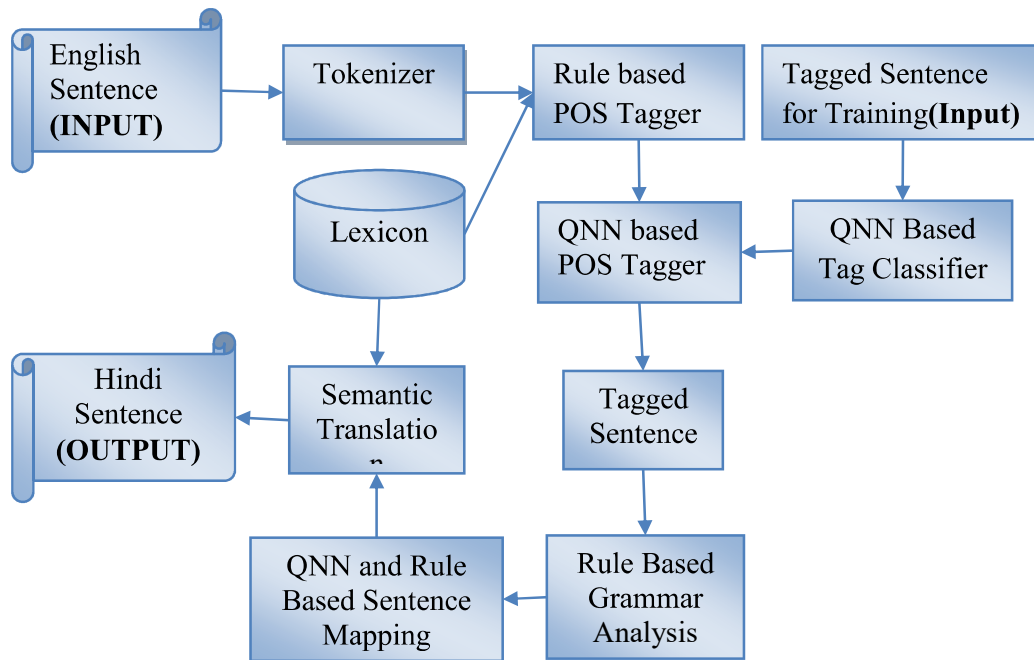 English
Sentence
(INPUT)
Tokenizer
Rule based
POS Tagger
Tagged Sentence
for Training(Input)
Lexicon
QNN based
POS Tagger
QNN Based
Tag Classifier
Hindi
Sentence
(OUTPUT)
Semantic
Translatio
n
Tagged
Sentence
QNN and Rule
Based Sentence
Mapping
Rule Based
Grammar
Analysis